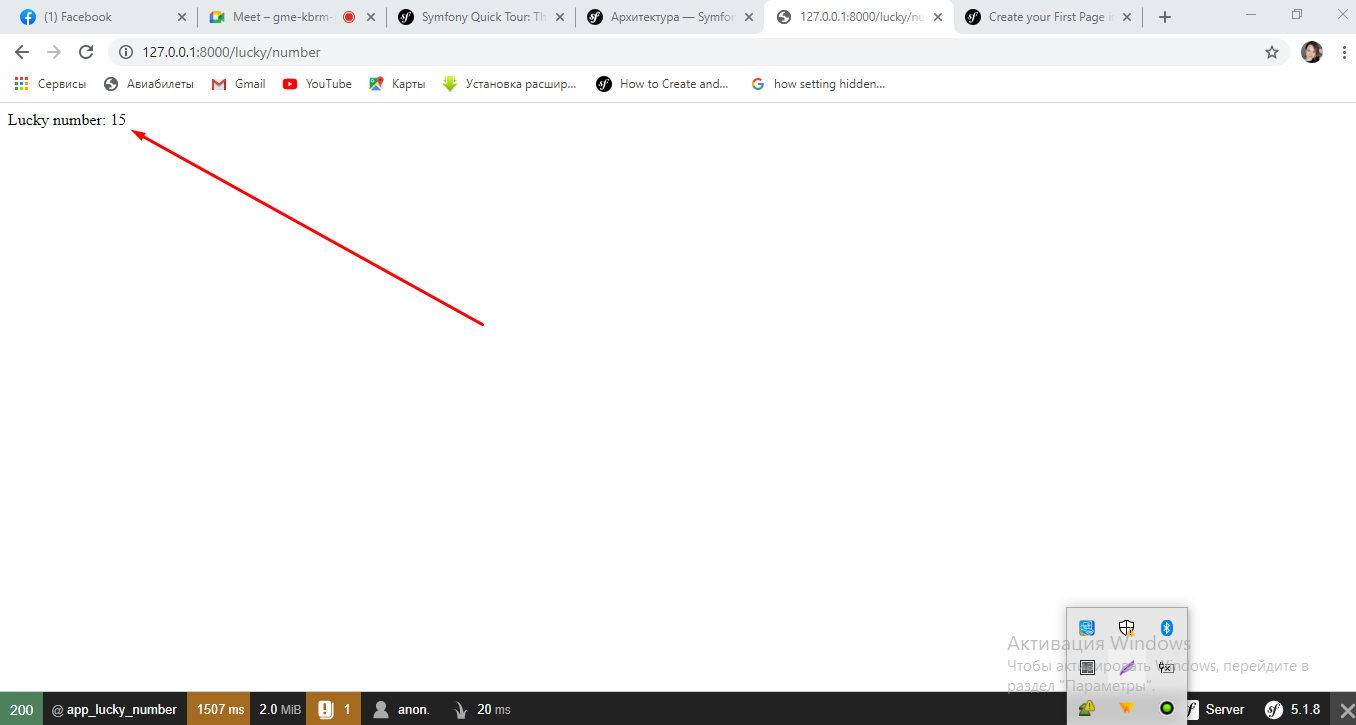 (1) Facebook
Meet – gme-kbrm-
Symfony Quick Tour: Th
Архитектура — Symfor
127.0.0.1:8000/lucky/nu
Create your First Page i
127.0.0.1:8000/lucky/number
Сервисы
Авиабилеты
Gmail
YouTube
Карты
Установка расшир...
How to Create and...
how setting hidden...
Lucky number: 15
Активация Windows
Чтобы активировать Windows, перейдите в
раздел "Параметры".
200 @ app_lucky_number 1507 ms 2.0 MiB 1 anon. 20 ms Server 5.1.8